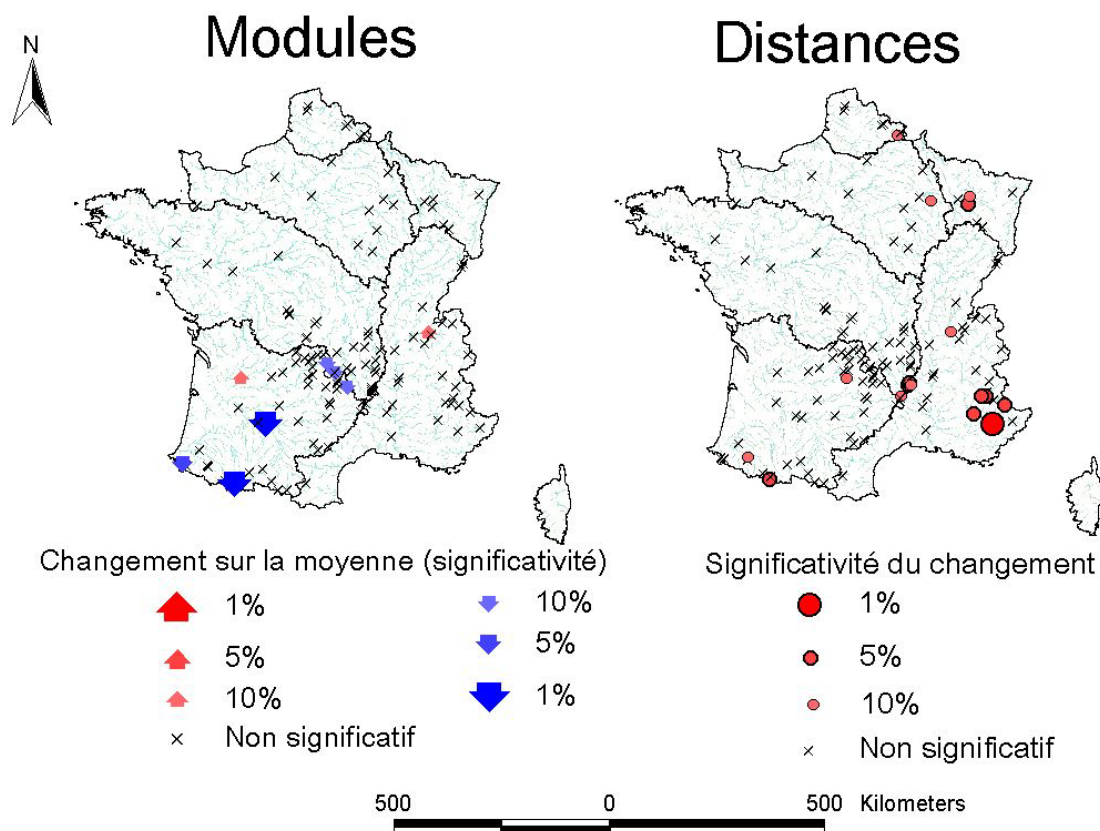 Modules
Distances
N
Changement sur la moyenne (significativité)
1%
5%
10%
Non significatif
10%
5%
1%
Significativité du changement
1%
5%
10%
Non significatif
500 0 500 Kilometers